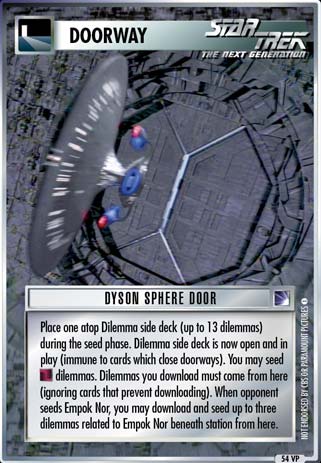 DOORWAY
STAR TREK
THE NEXT GENERATION
DYSON SPHERE DOOR
Place one atop Dilemma side deck (up to 13 dilemmas)
during the seed phase. Dilemma side deck is now open and in
play (immune to cards which close doorways). You may seed
dilemmas. Dilemmas you download must come from here
(ignoring cards that prevent downloading). When opponent
seeds Empok Nor, you may download and seed up to three
dilemmas related to Empok Nor beneath station from here.
NOT ENDORSED BY CBS OR PARAMOUNT PICTURES
54 VP